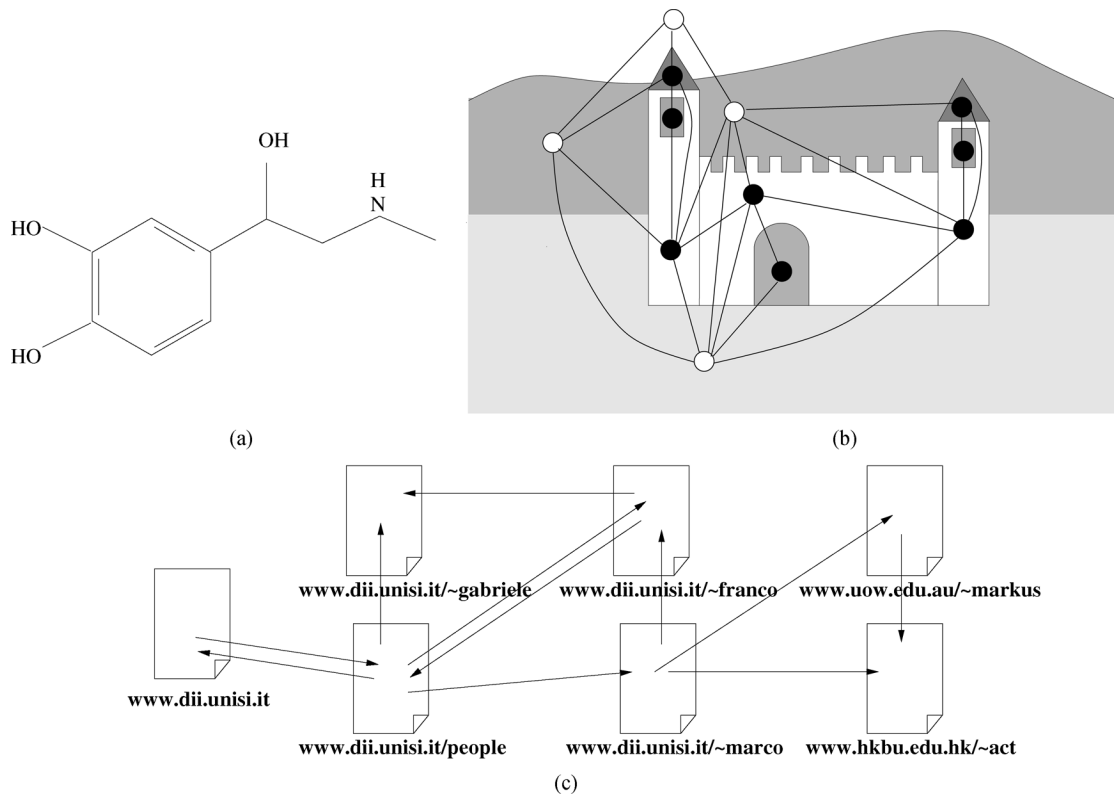 OH
H
N
HO
HO
(a)
(b)
www.dii.unisi.it/~gabriele
www.dii.unisi.it/~franco
www.uow.edu.au/~markus
www.dii.unisi.it
www.dii.unisi.it/people
www.dii.unisi.it/~marco
www.hkbu.edu.hk/~act
(c)